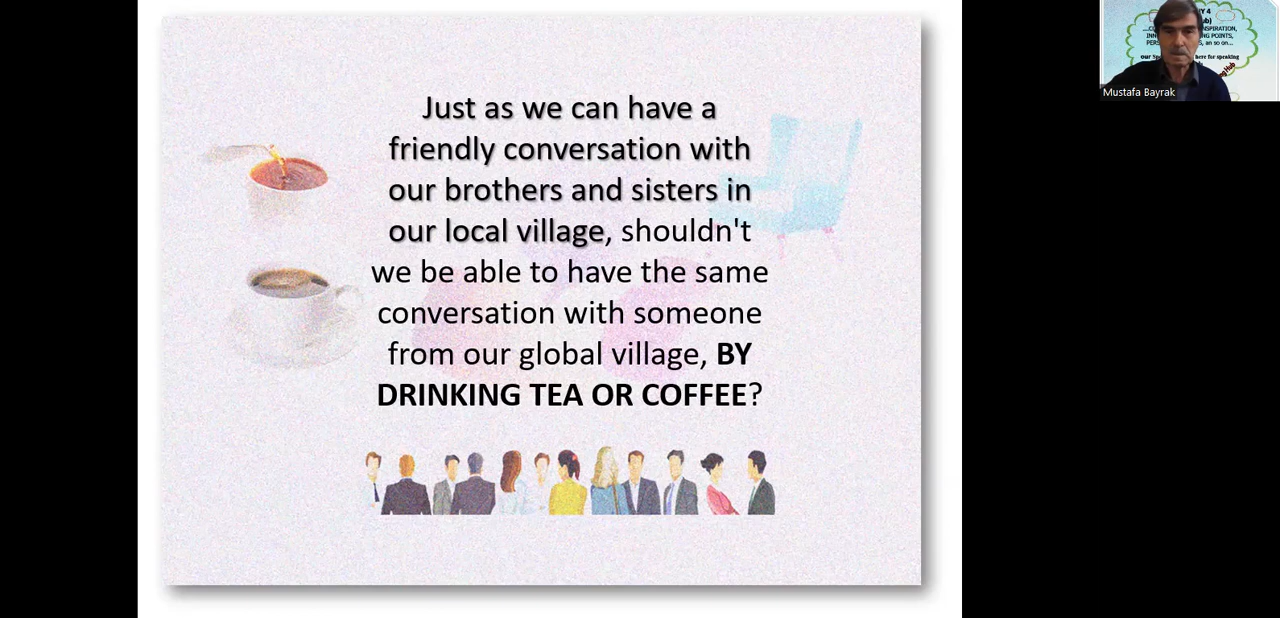 Just as we can have a
friendly conversation with
our brothers and sisters in
our local village, shouldn't
we be able to have the same
conversation with someone
from our global village, BY
DRINKING TEA OR COFFEE?
Mustafa Bayrak